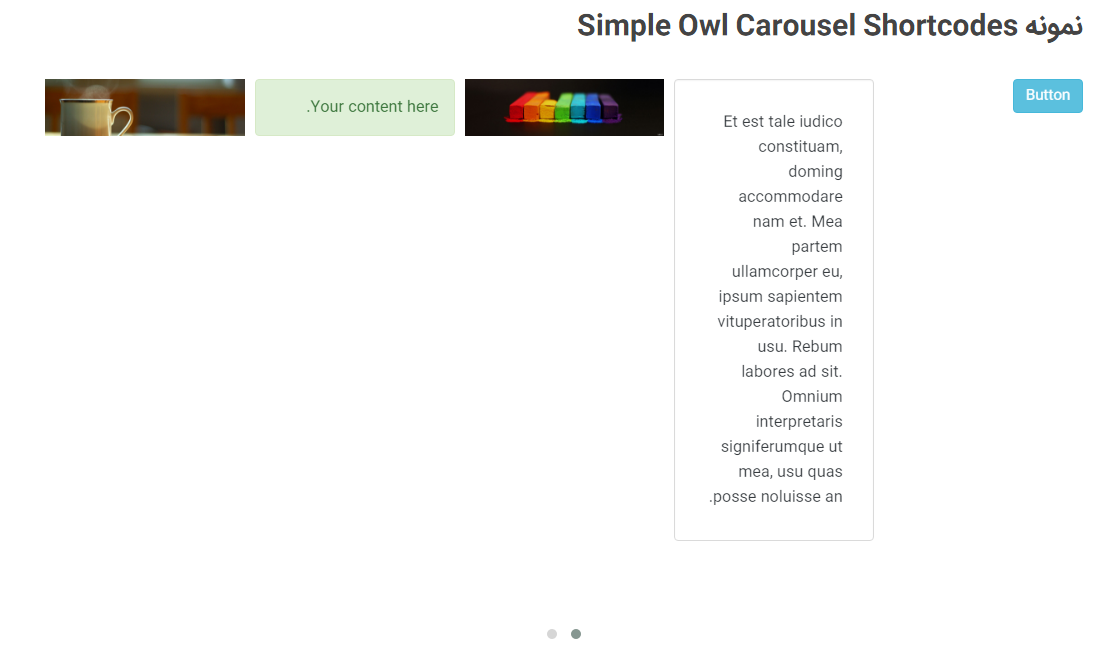 نمونه Simple Owl Carousel Shortcodes
Button
Et est tale iudico
constituam,
doming
accommodare
nam et. Mea
partem
ullamcorper eu,
ipsum sapientem
vituperatoribus in
usu. Rebum
labores ad sit.
Omnium
interpretaris
signiferumque ut
mea, usu quas
.posse noluisse an
.Your content here